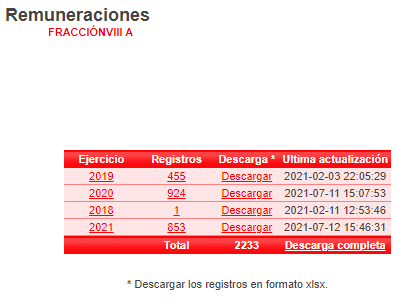 Remuneraciones
FRACCIÓNVIII A
Ejercicio Registros Descarga * Ultima actualización
2019 455 Descargar 2021-02-03 22:05:29
2020 924 Descargar 2021-07-11 15:07:53
2018 1 Descargar 2021-02-11 12:53:46
2021 853 Descargar 2021-07-12 15:46:31
Total 2233 Descarga completa
* Descargar los registros en formato xlsx.